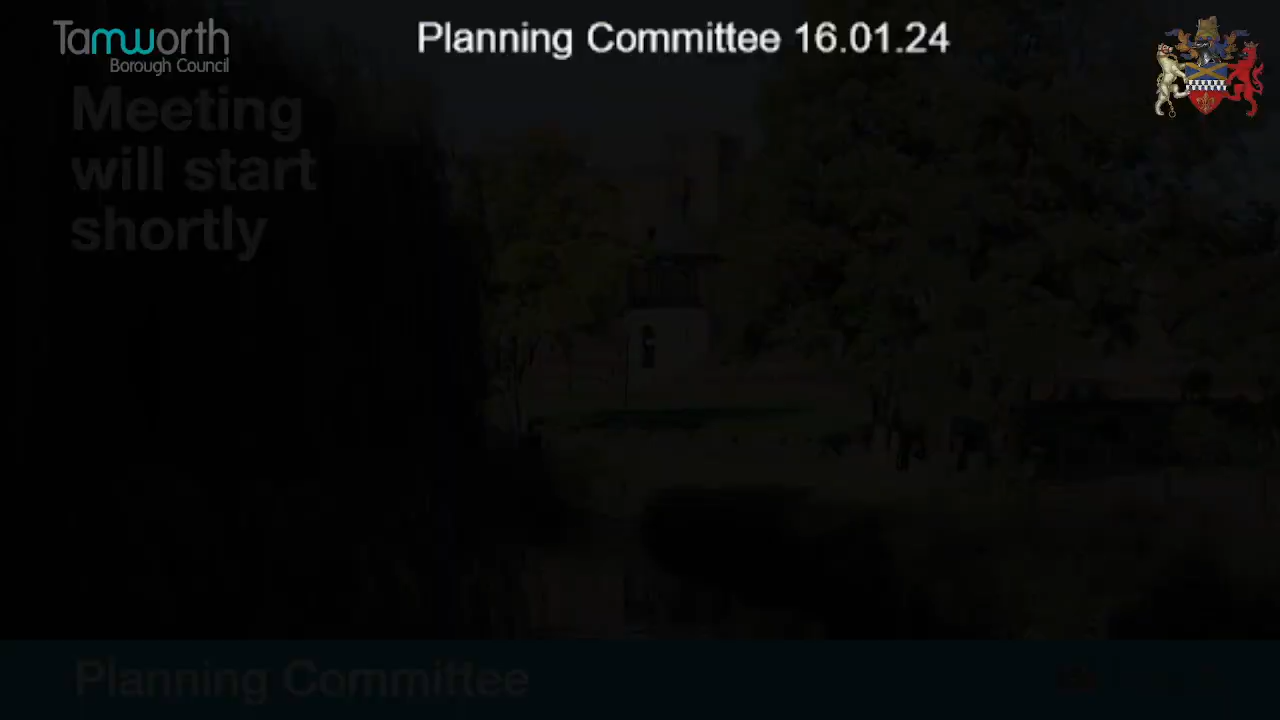 Tamworth
Borough Council
Planning Committee 16.01.24
Meeting
will start
shortly
Planning Committee